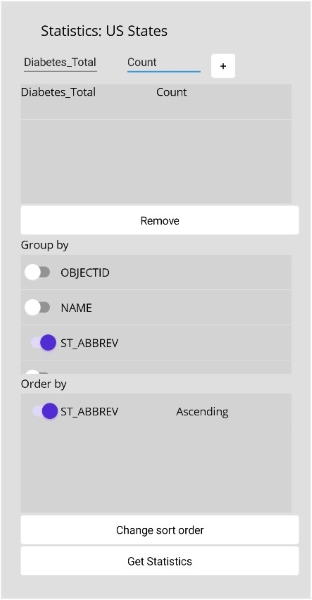 Statistics: US States
Diabetes_Total Count +
Diabetes_Total Count
Remove
Group by
OBJECTID
NAME
ST_ABBREV
Order by
ST_ABBREV Ascending
Change sort order
Get Statistics